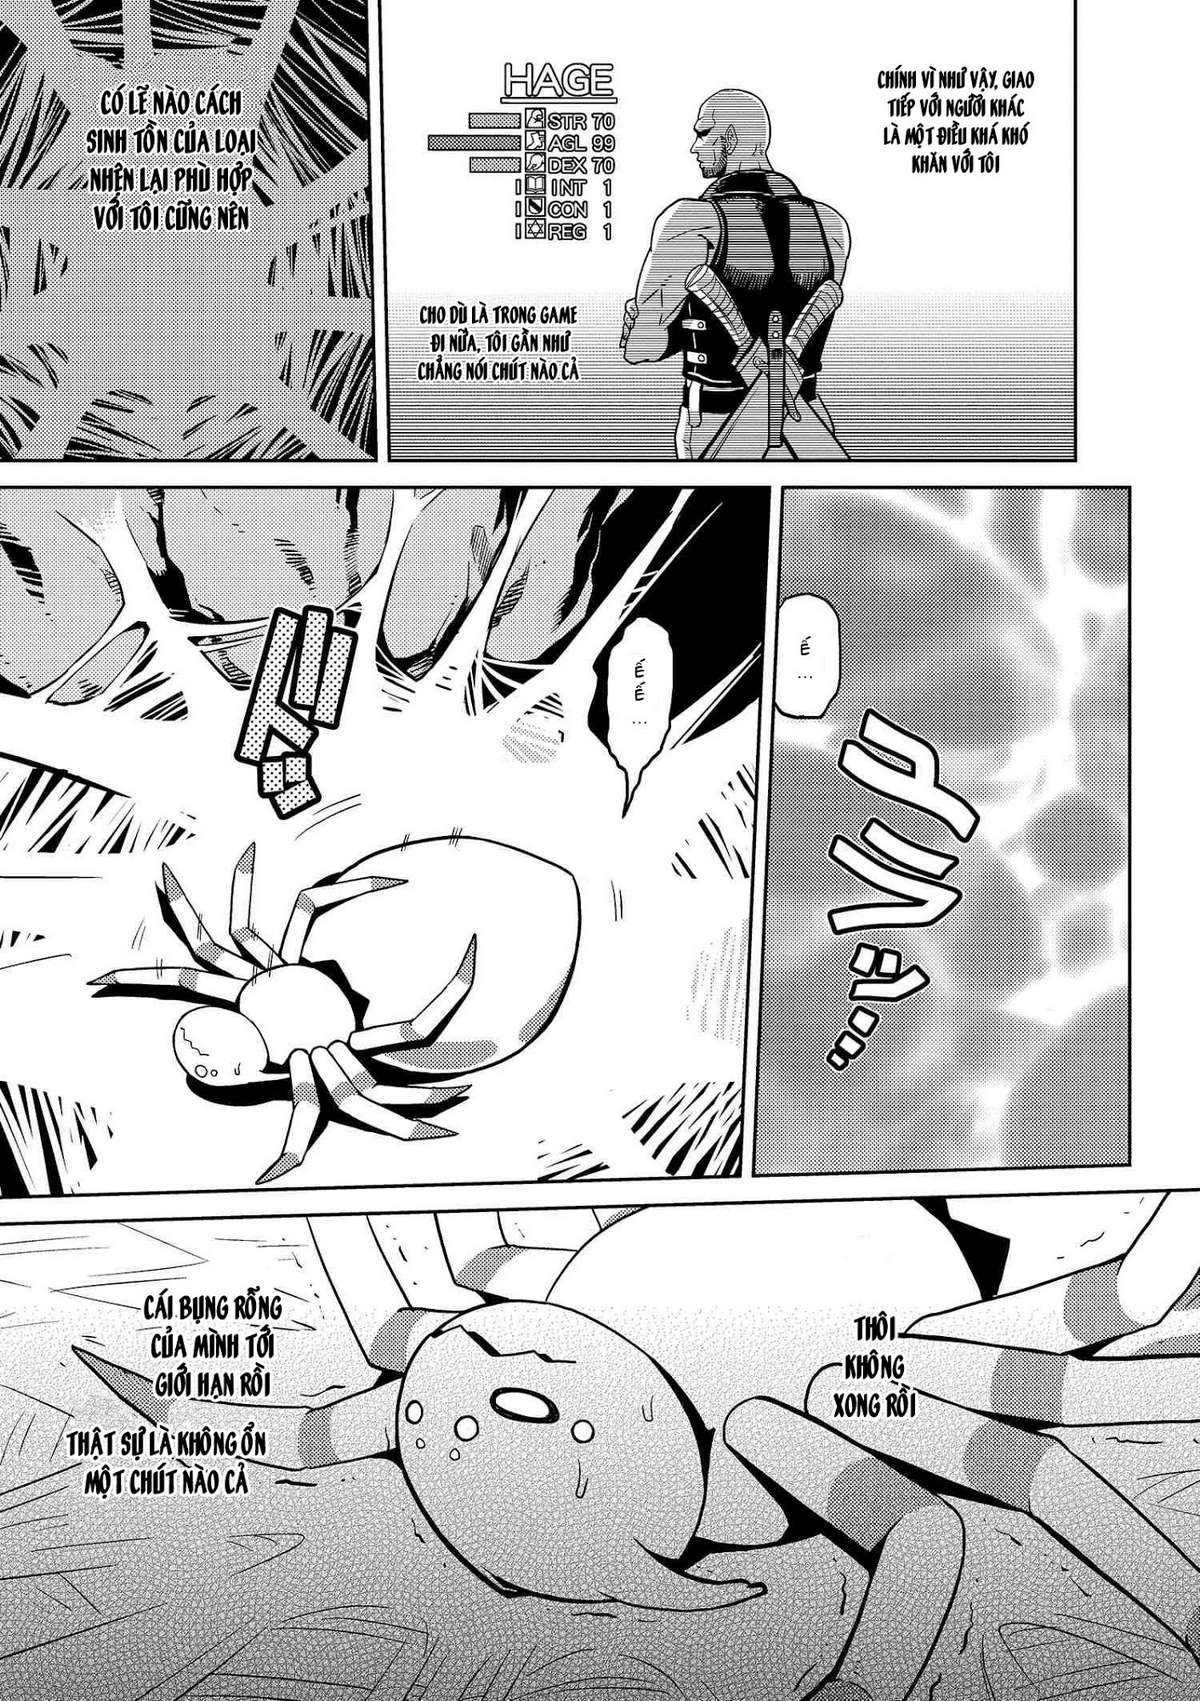 CHÍNH VÌ NHƯ VẬY, GIAO
TIẾP VỚI NGƯỜI KHÁC
LÀ MỘT ĐIỀU KHÁ KHÓ
KHĂN VỚI TÔI
HAGE
STR 70
AGL 99
DEX 70
INT 1
CON 1
REG 1
CHO DÙ LÀ TRONG GAME
ĐI NỮA, TÔI GẦN NHƯ
CHẲNG NÓI CHÚT NÀO CẢ
CÓ LẼ NÀO CÁCH
SINH TỒN CỦA LOẠI
NHỆN LẠI PHÙ HỢP
VỚI TÔI CŨNG NÊN
THÔI
KHÔNG
XONG RỒI
CÁI BỤNG RỖNG
CỦA MÌNH TỚI
GIỚI HẠN RỒI
THẬT SỰ LÀ KHÔNG ỔN
MỘT CHÚT NÀO CẢ